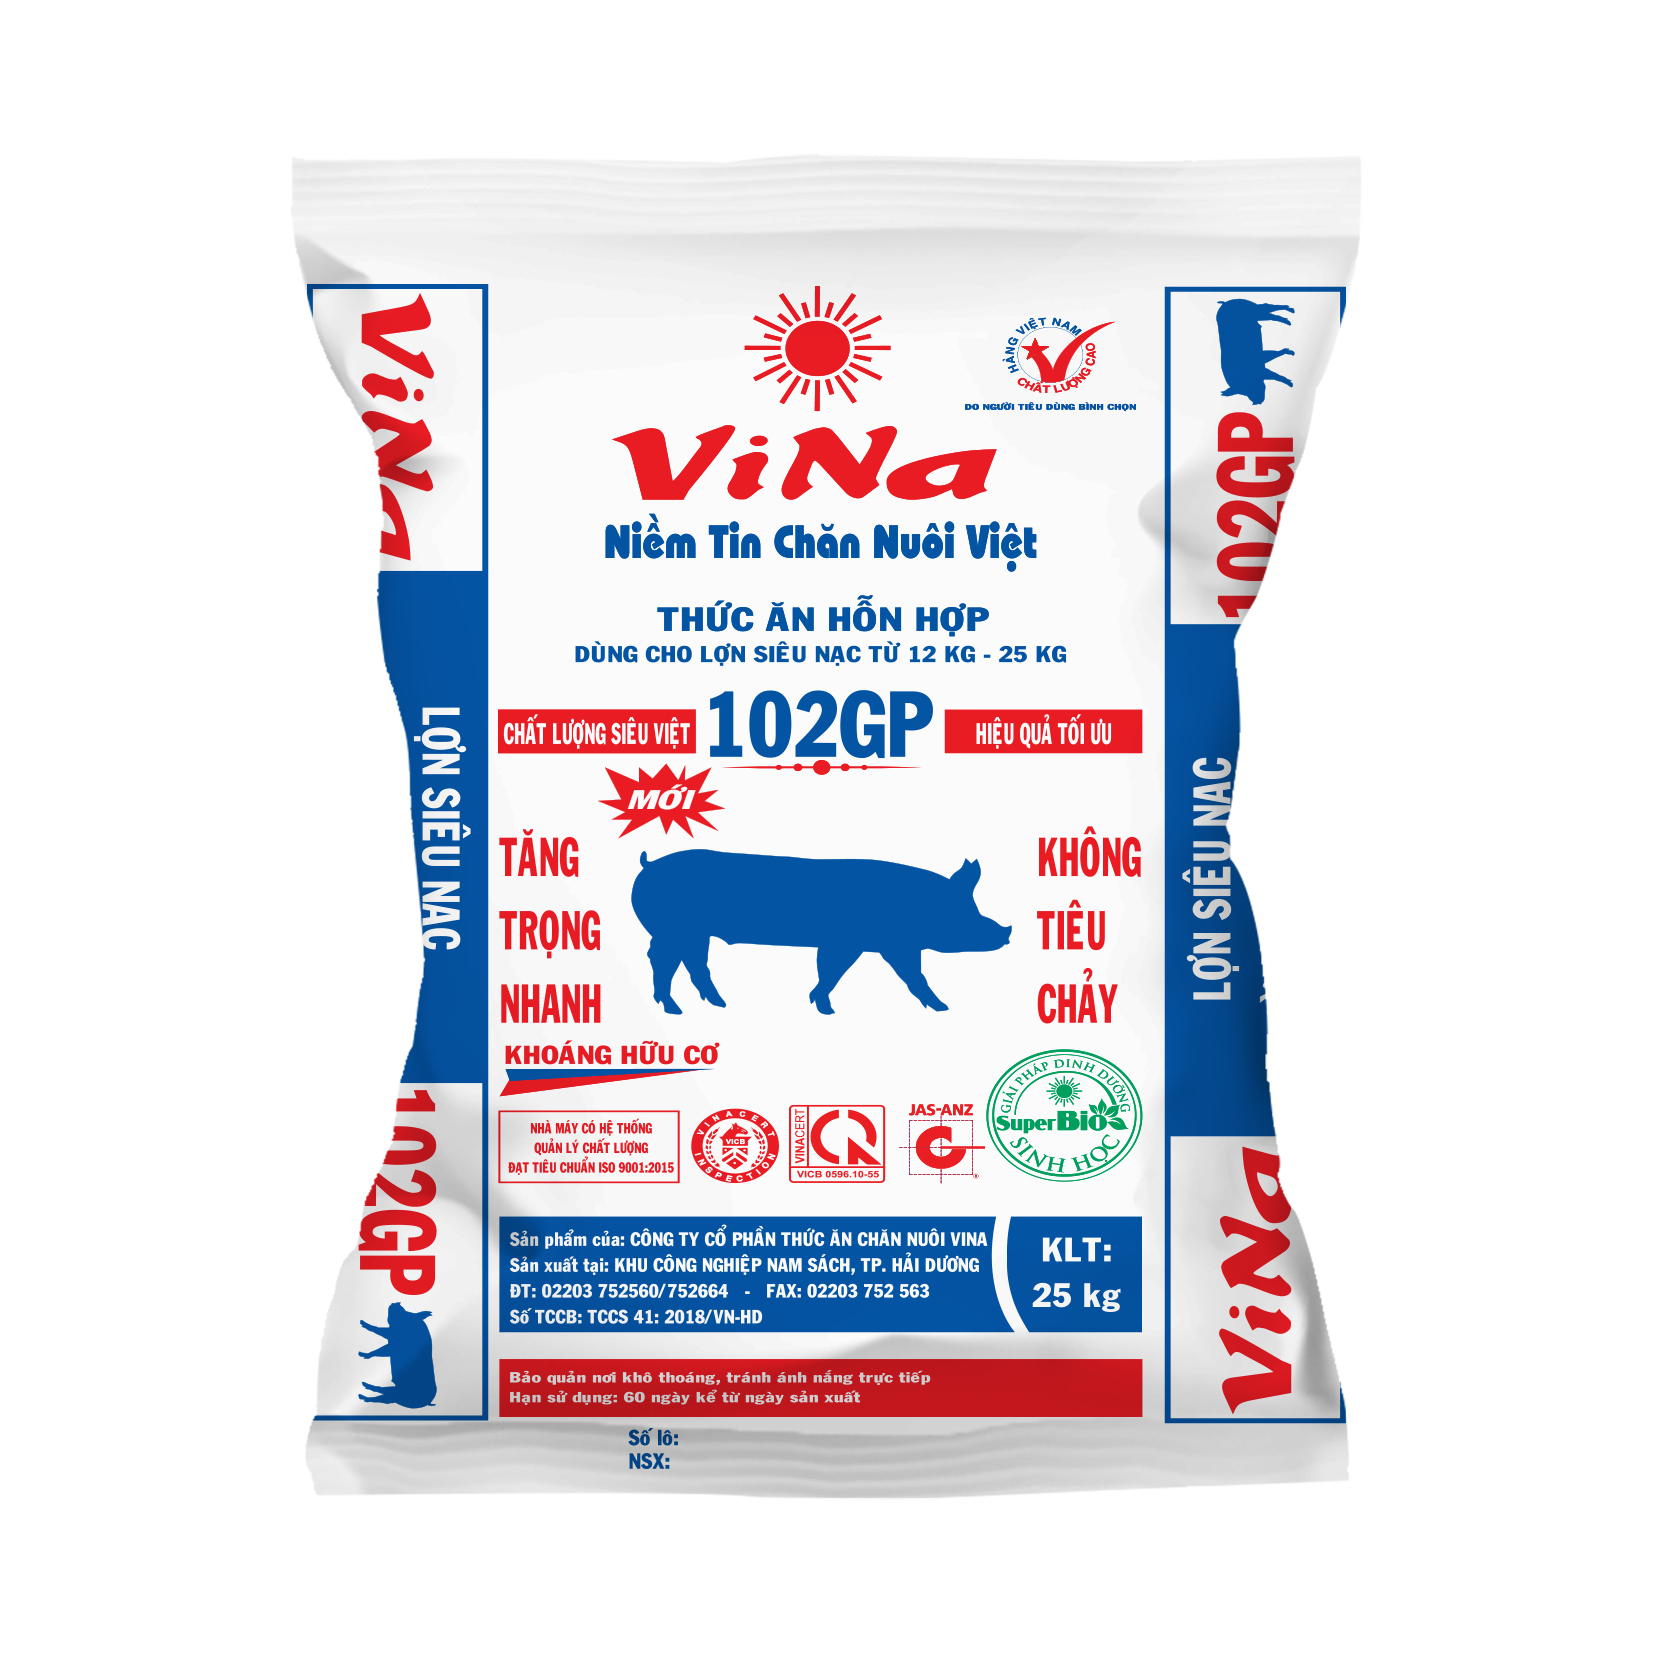 HÀNG VIỆT NAM
CHẤT LƯỢNG CAO
DO NGƯỜI TIÊU DÙNG BÌNH CHỌN
ViNa
Niềm Tin Chăn Nuôi Việt
THỨC ĂN HỖN HỢP
DÙNG CHO LỢN SIÊU NẠC TỪ 12 KG - 25 KG
CHẤT LƯỢNG SIÊU VIỆT 102GP HIỆU QUẢ TỐI ƯU
MỚI
TĂNG
TRỌNG
NHANH
KHÔNG
TIÊU
CHẢY
KHOÁNG HỮU CƠ
NHÀ MÁY CÓ HỆ THỐNG
QUẢN LÝ CHẤT LƯỢNG
ĐẠT TIÊU CHUẨN ISO 9001:2015
VINACERT
VICB
INSPECTION
VINACERT
VICB 0596.10-55
JAS-ANZ
GIẢI PHÁP DINH DƯỠNG
SuperBio
SINH HỌC
Sản phẩm của: CÔNG TY CỔ PHẦN THỨC ĂN CHĂN NUÔI VINA
Sản xuất tại: KHU CÔNG NGHIỆP NAM SÁCH, TP. HẢI DƯƠNG
ĐT: 02203 752560/752664 - FAX: 02203 752 563
Số TCCB: TCCS 41: 2018/VN-HD
KLT:
25 kg
Bảo quản nơi khô thoáng, tránh ánh nắng trực tiếp
Hạn sử dụng: 60 ngày kể từ ngày sản xuất
Số lô:
NSX:
ViNa
LỢN SIÊU NẠC
102GP
102GP
LỢN SIÊU NẠC
ViNa